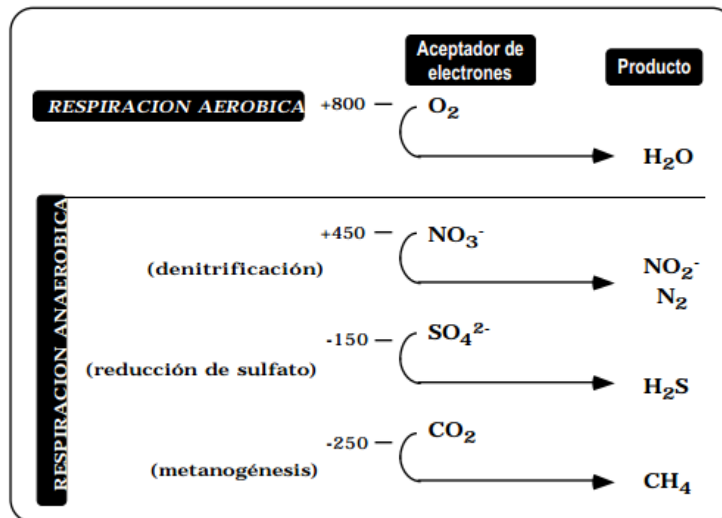 Aceptador de
electrones
Producto
RESPIRACION AEROBICA
+800
O₂
H₂O
RESPIRACION ANAEROBICA
+450
NO₃⁻
(denitrificación)
NO₂⁻
N₂
-150
SO₄²⁻
(reducción de sulfato)
H₂S
-250
CO₂
(metanogénesis)
CH₄